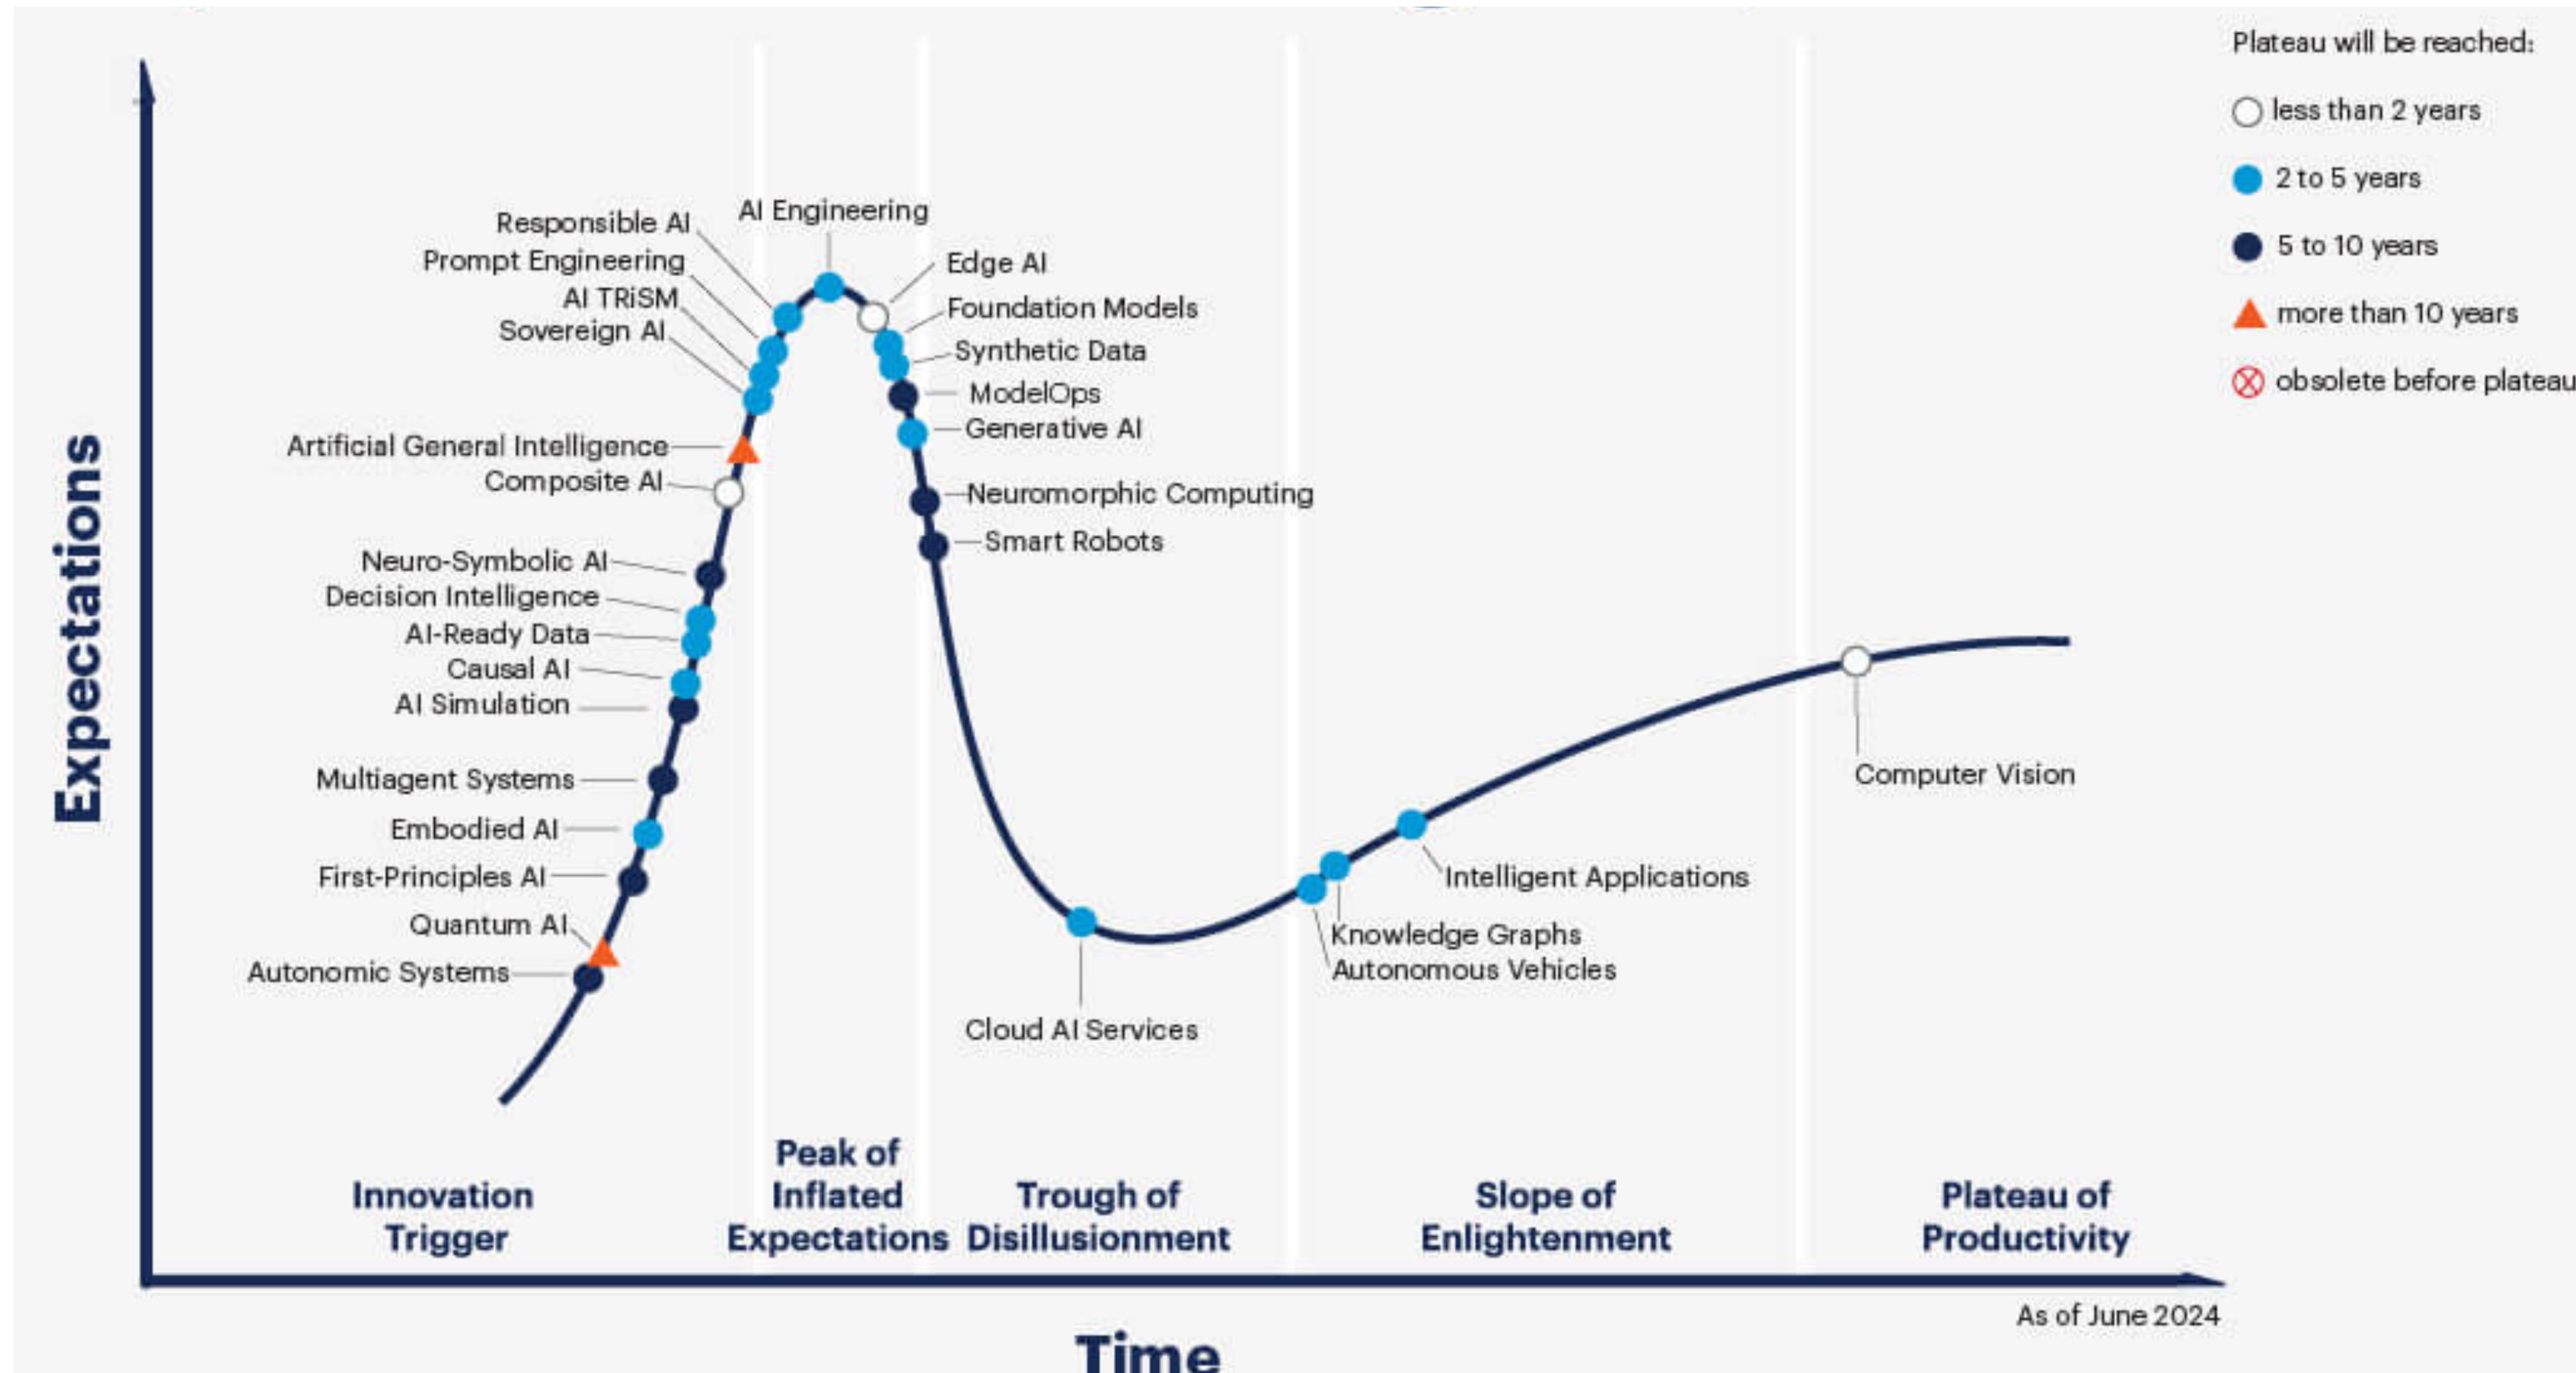 Plateau will be reached:
less than 2 years
2 to 5 years
5 to 10 years
more than 10 years
obsolete before plateau
Expectations
AI Engineering
Responsible AI
Prompt Engineering
AI TRiSM
Sovereign AI
Artificial General Intelligence
Composite AI
Neuro-Symbolic AI
Decision Intelligence
AI-Ready Data
Causal AI
AI Simulation
Multiagent Systems
Embodied AI
First-Principles AI
Quantum AI
Autonomic Systems
Edge AI
Foundation Models
Synthetic Data
ModelOps
Generative AI
Neuromorphic Computing
Smart Robots
Cloud AI Services
Intelligent Applications
Knowledge Graphs
Autonomous Vehicles
Computer Vision
Innovation
Trigger
Peak of
Inflated
Expectations
Trough of
Disillusionment
Slope of
Enlightenment
Plateau of
Productivity
As of June 2024
Time